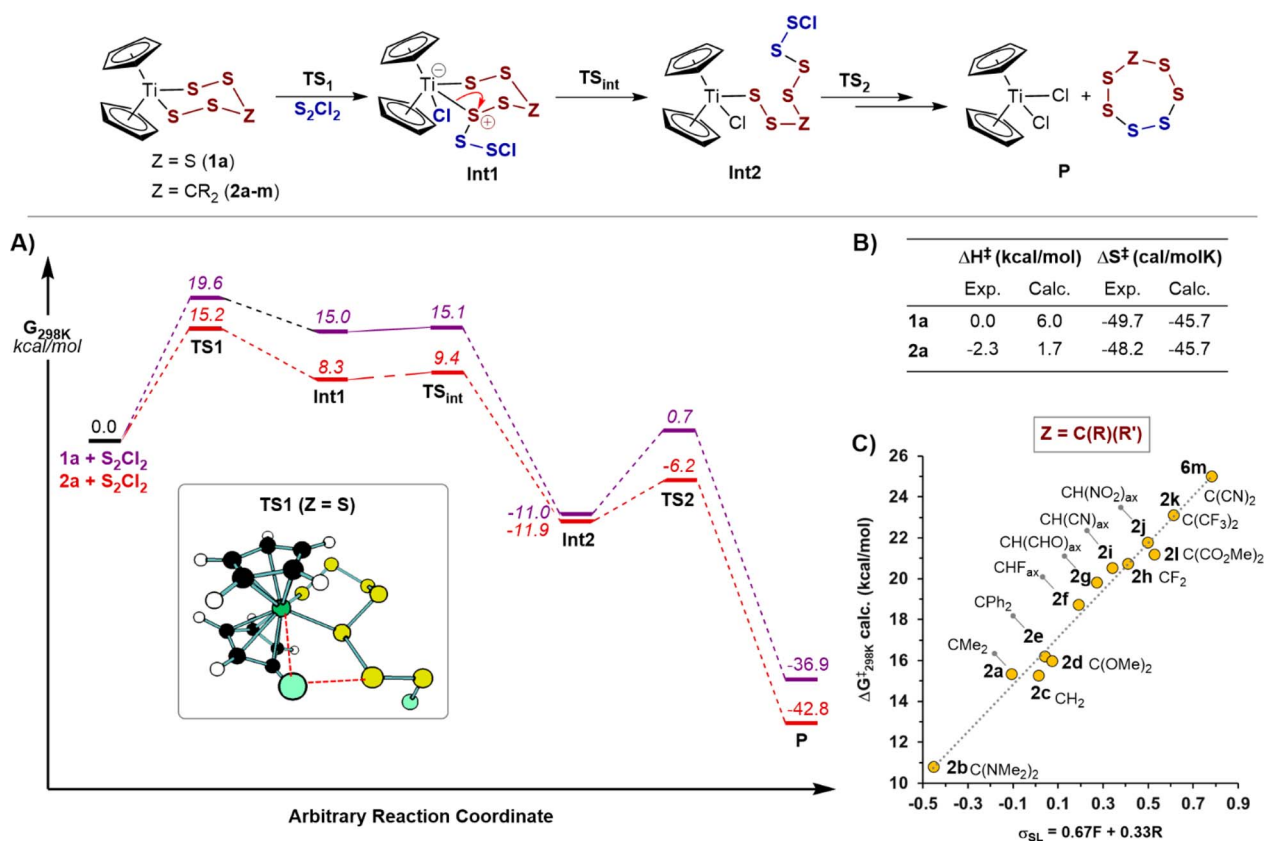 TS1
S2Cl2
Ti
S
S
S
S
Z
Z = S (1a)
Z = CR2 (2a-m)
Ti
⊖
Cl
S
S
S
S
⊕
Z
S
SCl
Int1
TSint
SCl
S
S
Ti
Cl
S
S
S
Z
Int2
TS2
Ti
Cl
Cl
+
Z
S
S
S
S
S
S
P
A)
G298K
kcal/mol
0.0
1a + S2Cl2
2a + S2Cl2
19.6
15.2
TS1
15.0
8.3
Int1
15.1
9.4
TSint
-11.0
-11.9
Int2
0.7
-6.2
TS2
-36.9
-42.8
P
TS1 (Z = S)
Arbitrary Reaction Coordinate
B)
ΔH‡ (kcal/mol) ΔS‡ (cal/molK)
Exp. Calc. Exp. Calc.
1a 0.0 6.0 -49.7 -45.7
2a -2.3 1.7 -48.2 -45.7
C)
Z = C(R)(R')
ΔG‡298K calc. (kcal/mol)
26
24
22
20
18
16
14
12
10
6m
C(CN)2
2k
C(CF3)2
CH(NO2)ax
2j
2l C(CO2Me)2
CH(CN)ax
2i
2h CF2
CH(CHO)ax
2g
CHFax
2f
CPh2
2e
2d C(OMe)2
CMe2
2a
2c CH2
2b C(NMe2)2
-0.5 -0.3 -0.1 0.1 0.3 0.5 0.7 0.9
σSL = 0.67F + 0.33R